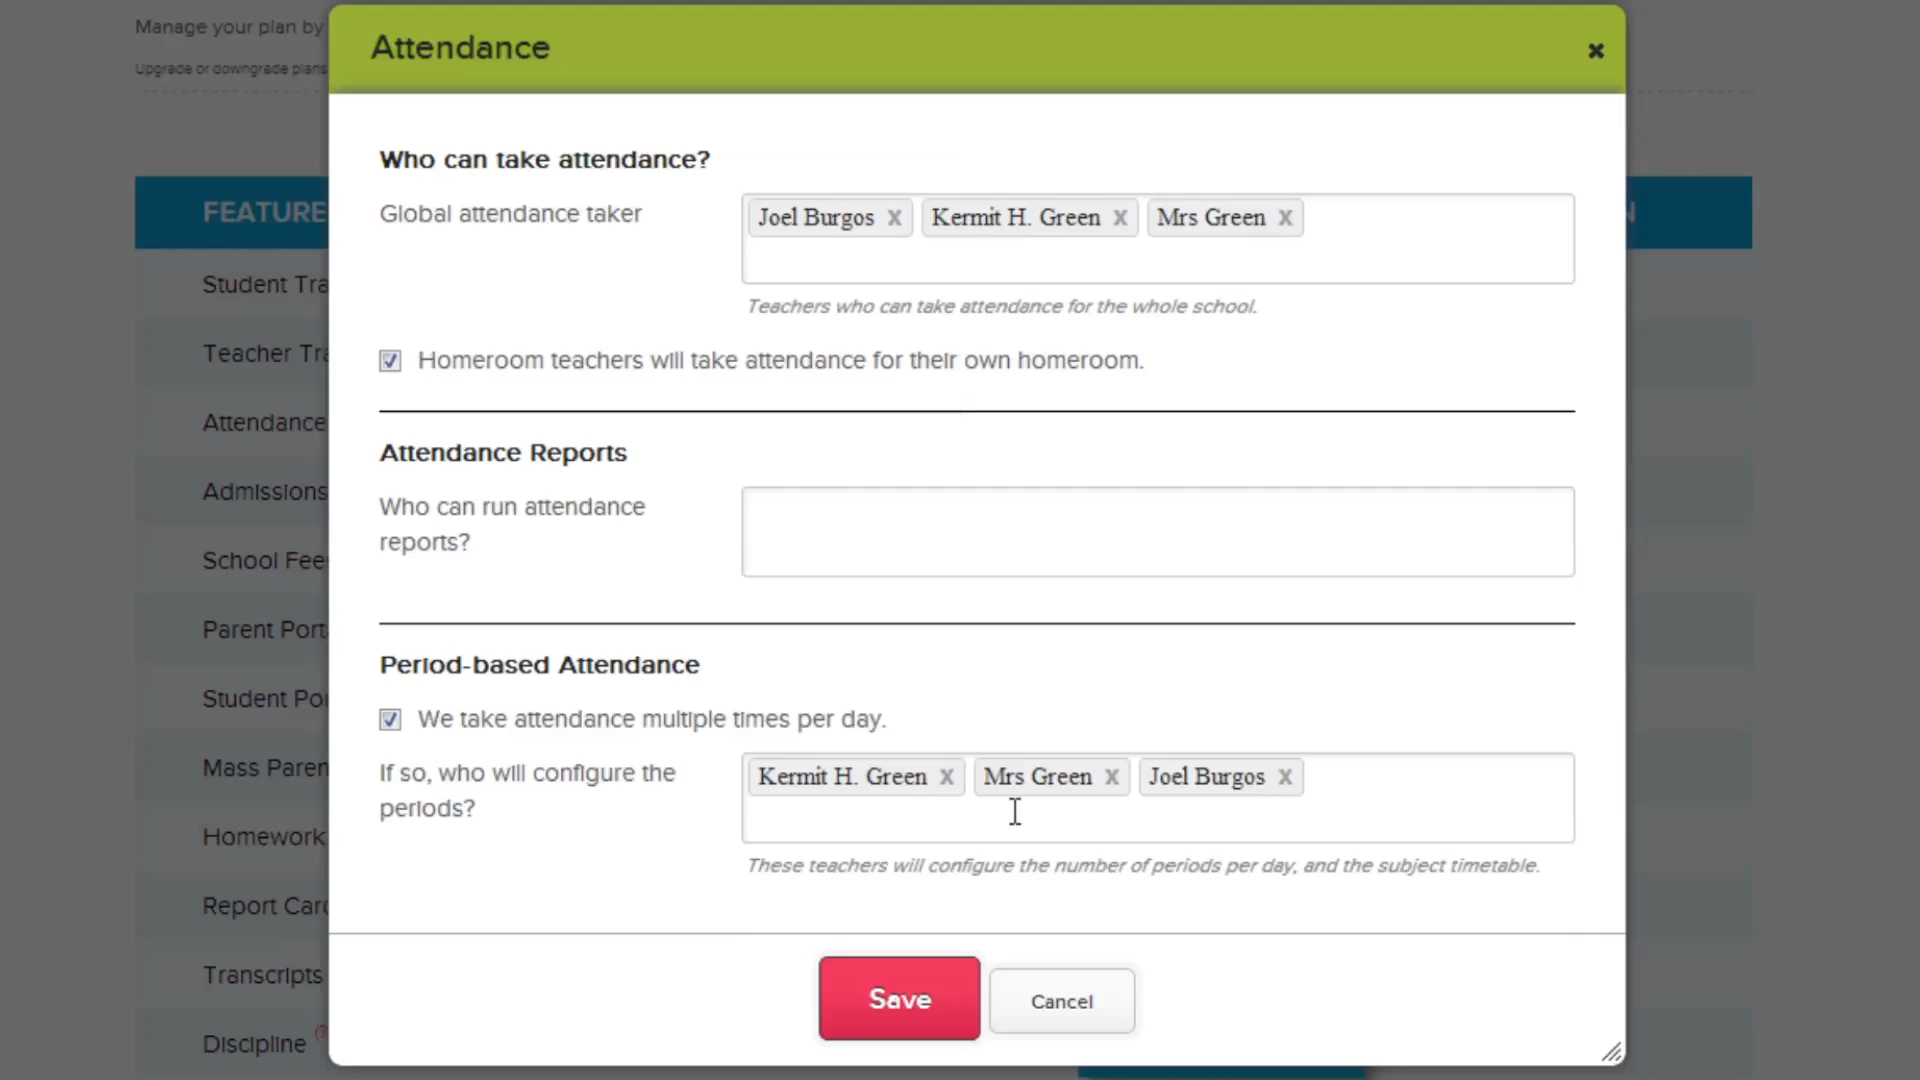 Manage your plan by
Upgrade or downgrade plans
Attendance
Who can take attendance?
Global attendance taker
Joel Burgos x Kermit H. Green x Mrs Green x
Teachers who can take attendance for the whole school.
Homeroom teachers will take attendance for their own homeroom.
Attendance Reports
Who can run attendance
reports?
Period-based Attendance
We take attendance multiple times per day.
If so, who will configure the
periods?
Kermit H. Green x Mrs Green x Joel Burgos x
These teachers will configure the number of periods per day, and the subject timetable.
Save
Cancel
FEATURE
N
Student Tra
Teacher Tra
Attendance
Admissions
School Fee
Parent Port
Student Po
Mass Paren
Homework
Report Car
Transcripts
Discipline